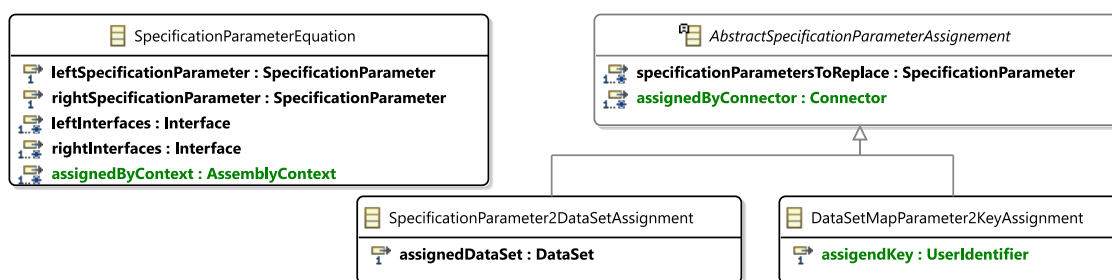 SpecificationParameterEquation
1 leftSpecificationParameter : SpecificationParameter
1 rightSpecificationParameter : SpecificationParameter
1..* leftInterfaces : Interface
1..* rightInterfaces : Interface
1..* assignedByContext : AssemblyContext
AbstractSpecificationParameterAssignement
1..* specificationParametersToReplace : SpecificationParameter
1..* assignedByConnector : Connector
SpecificationParameter2DataSetAssignment
1 assignedDataSet : DataSet
DataSetMapParameter2KeyAssignment
1 assigendKey : UserIdentifier